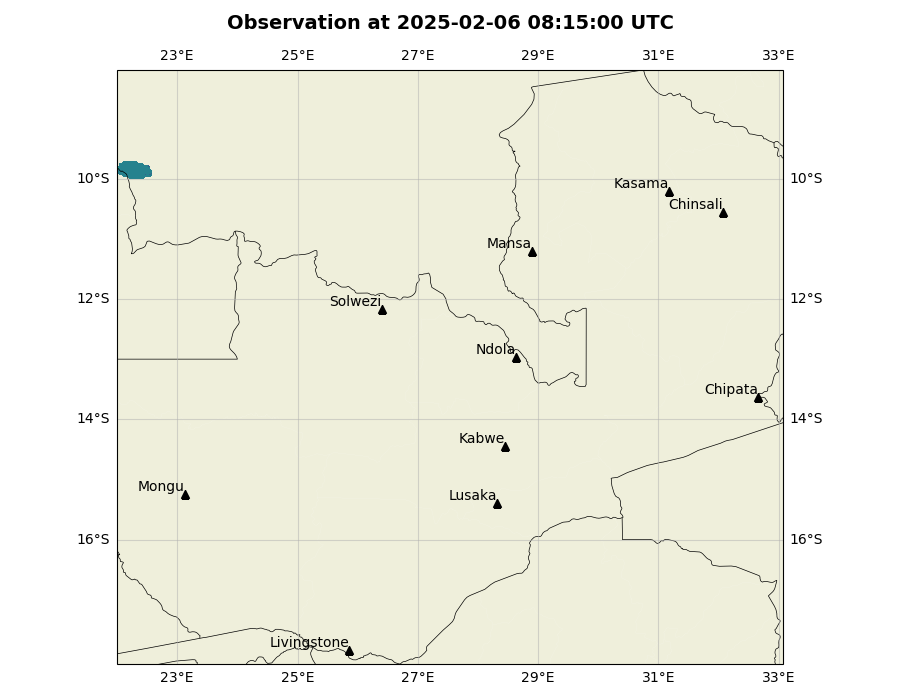 Observation at 2025-02-06 08:15:00 UTC
23°E 25°E 27°E 29°E 31°E 33°E
10°S 10°S
Kasama
Chinsali
Mansa
12°S 12°S
Solwezi
Ndola
Chipata
14°S 14°S
Kabwe
Mongu
Lusaka
16°S 16°S
Livingstone
23°E 25°E 27°E 29°E 31°E 33°E